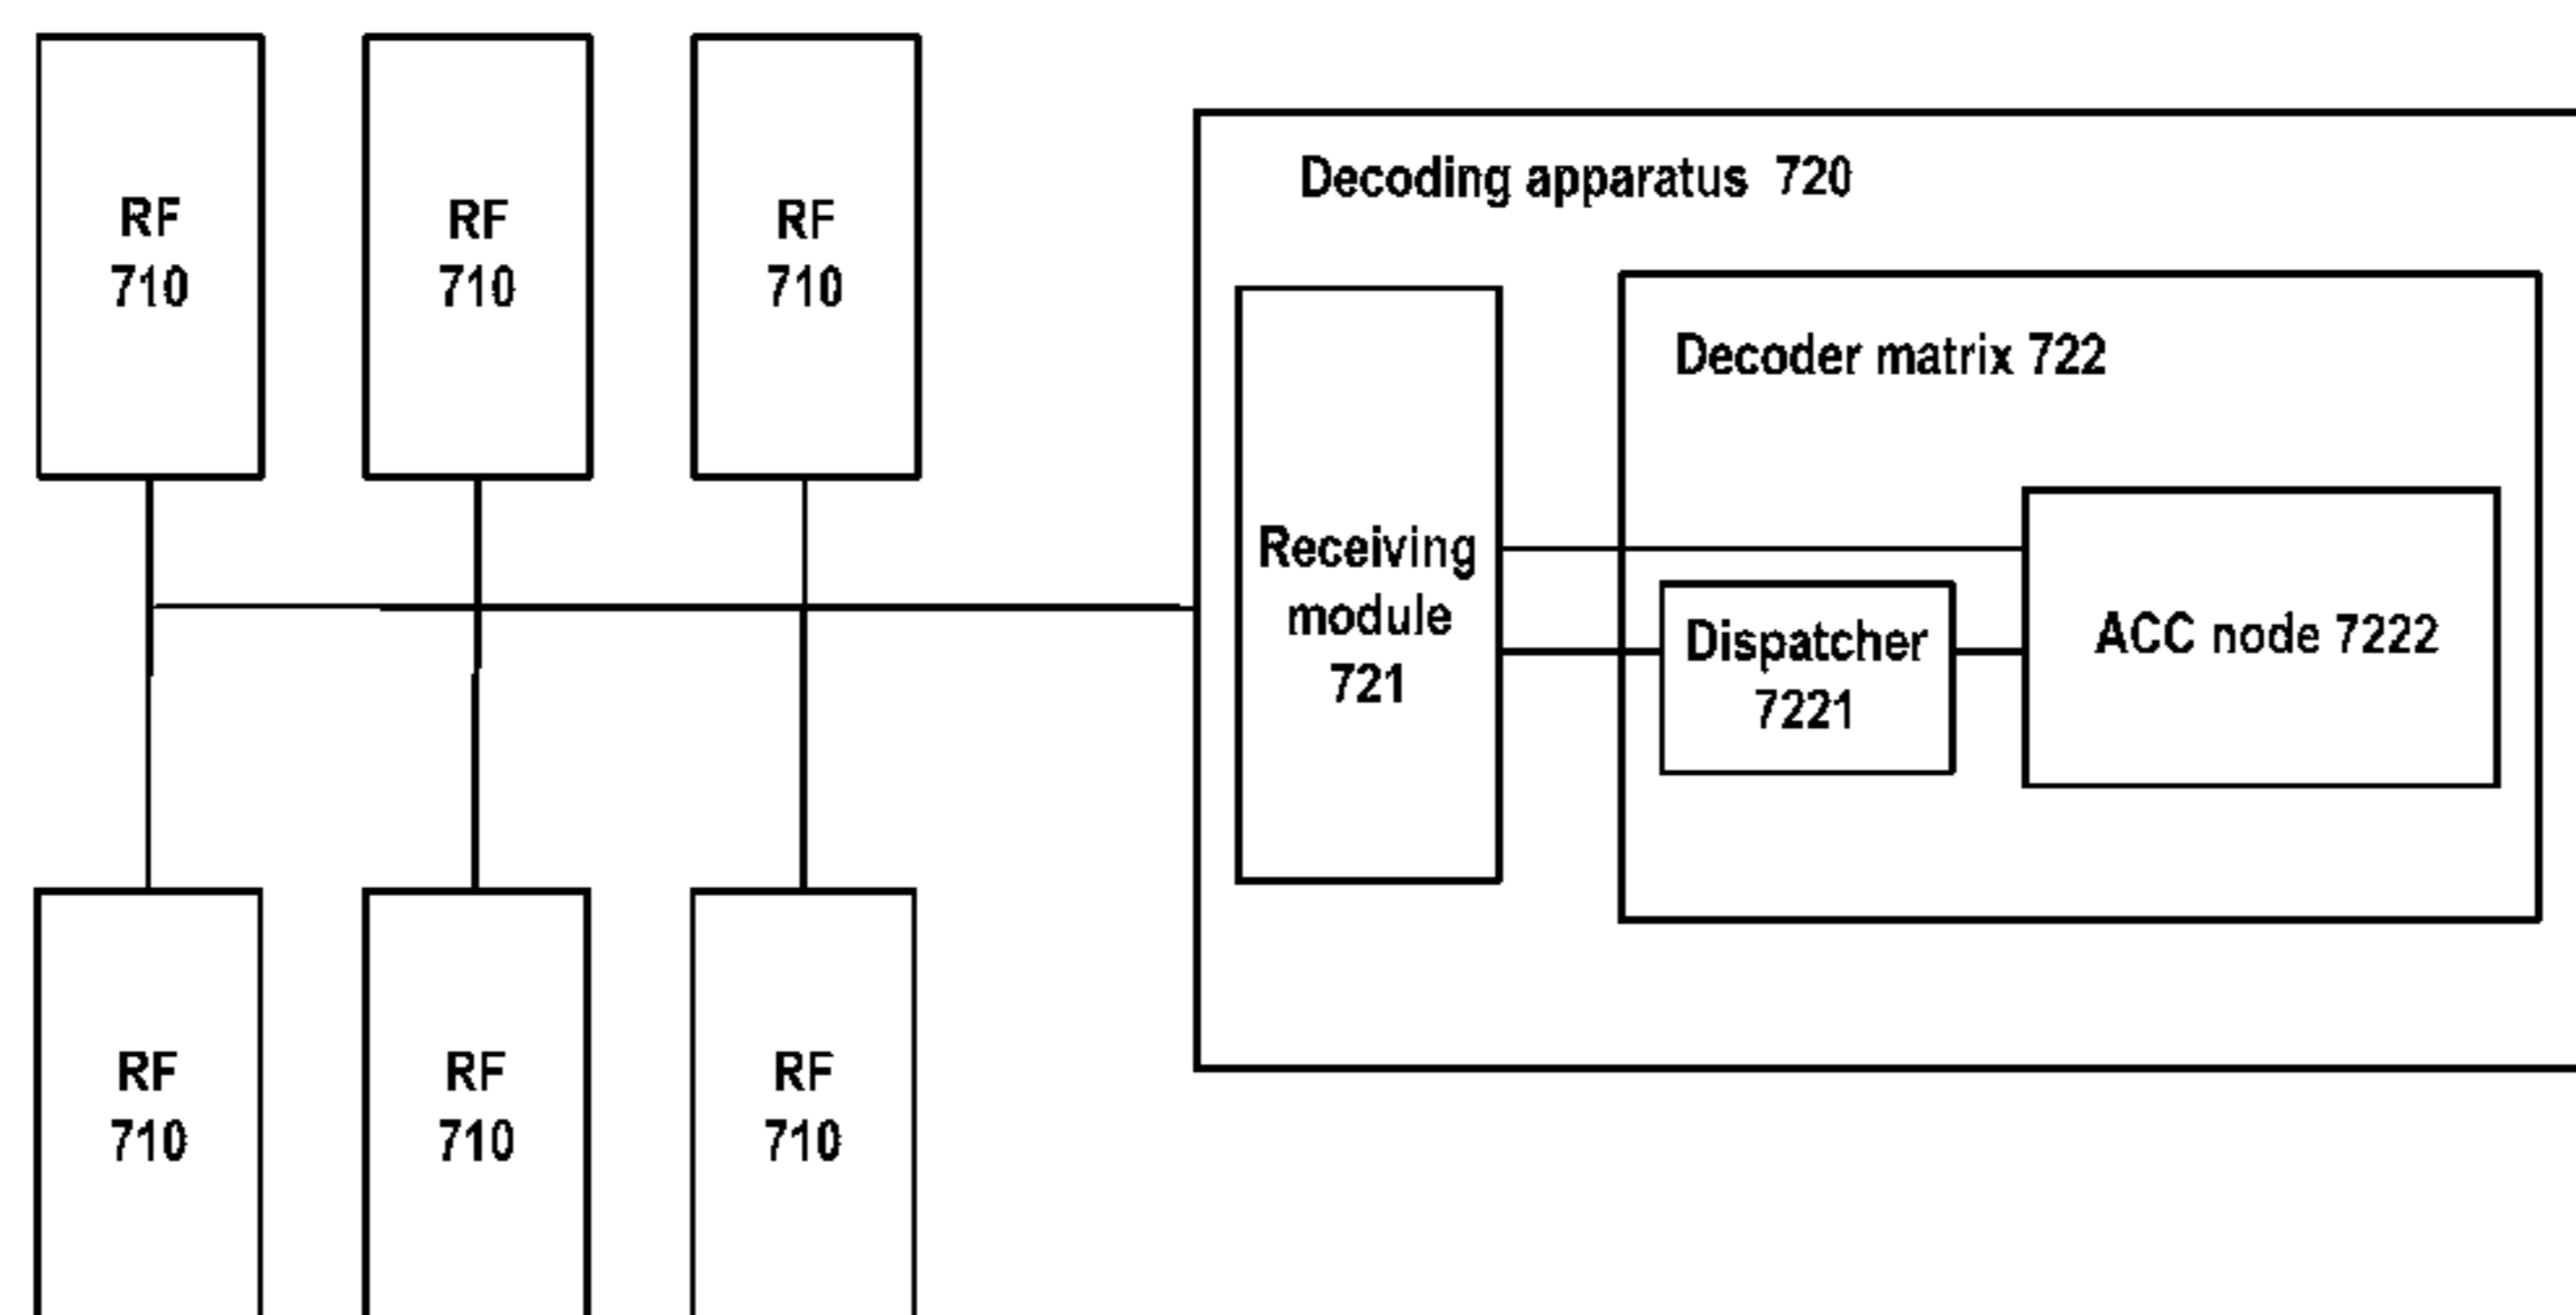 RF
710
RF
710
RF
710
Decoding apparatus 720
Receiving
module
721
Decoder matrix 722
Dispatcher
7221
ACC node 7222
RF
710
RF
710
RF
710